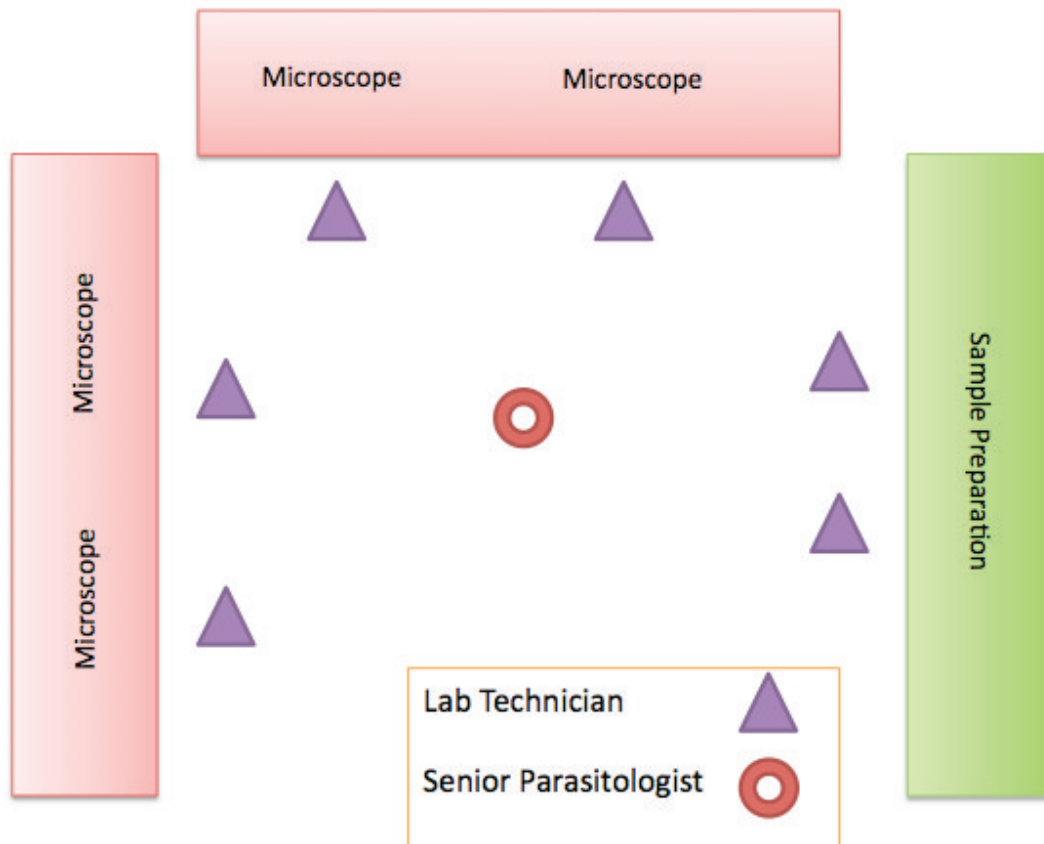 Microscope
Microscope
Microscope
Microscope
Sample Preparation
Lab Technician
Senior Parasitologist